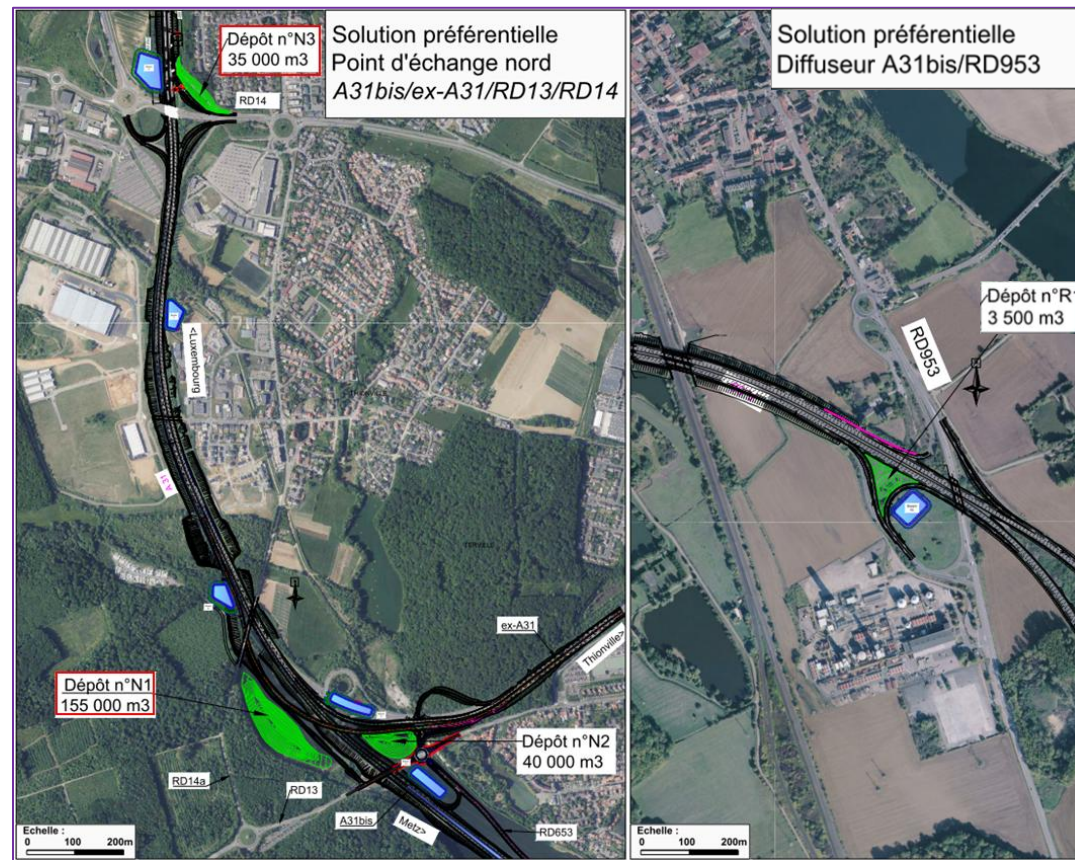 Dépôt n°N3
35 000 m3
Solution préférentielle
Point d'échange nord
A31bis/ex-A31/RD13/RD14
RD14
<Luxembourg
A 31
ex-A31
Thionville>
Dépôt n°N1
155 000 m3
Dépôt n°N2
40 000 m3
RD14a
RD13
A31bis
Metz>
RD653
Echelle :
0 100 200m
Solution préférentielle
Diffuseur A31bis/RD953
Dépôt n°R1
3 500 m3
RD953
Echelle :
0 100 200m